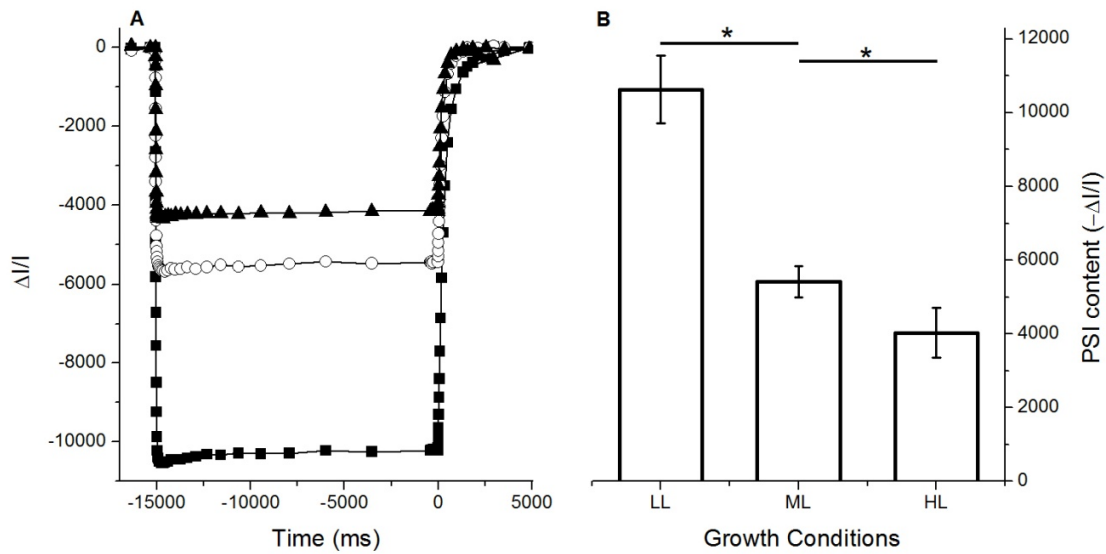 A
0
-2000
-4000
-6000
-8000
-10000
ΔI/I
-15000 -10000 -5000 0 5000
Time (ms)
B
* *
12000
10000
8000
6000
4000
2000
0
PSI content (−ΔI/I)
LL ML HL
Growth Conditions